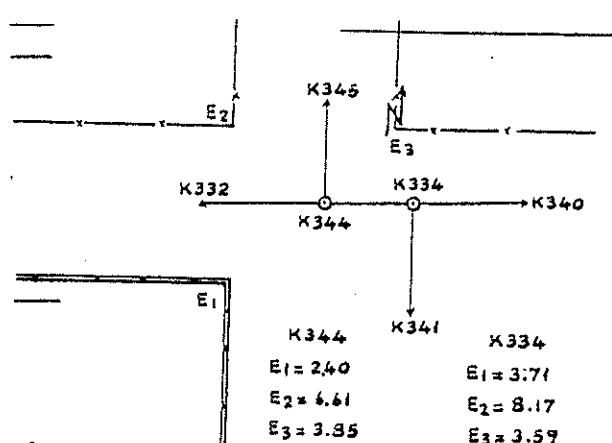 K345
E2
N
E3
K332
K334
K344
K340
E1
K341
K344
K334
E1 = 2.40
E1 = 3.71
E2 = 6.61
E2 = 8.17
E3 = 3.85
E3 = 3.59